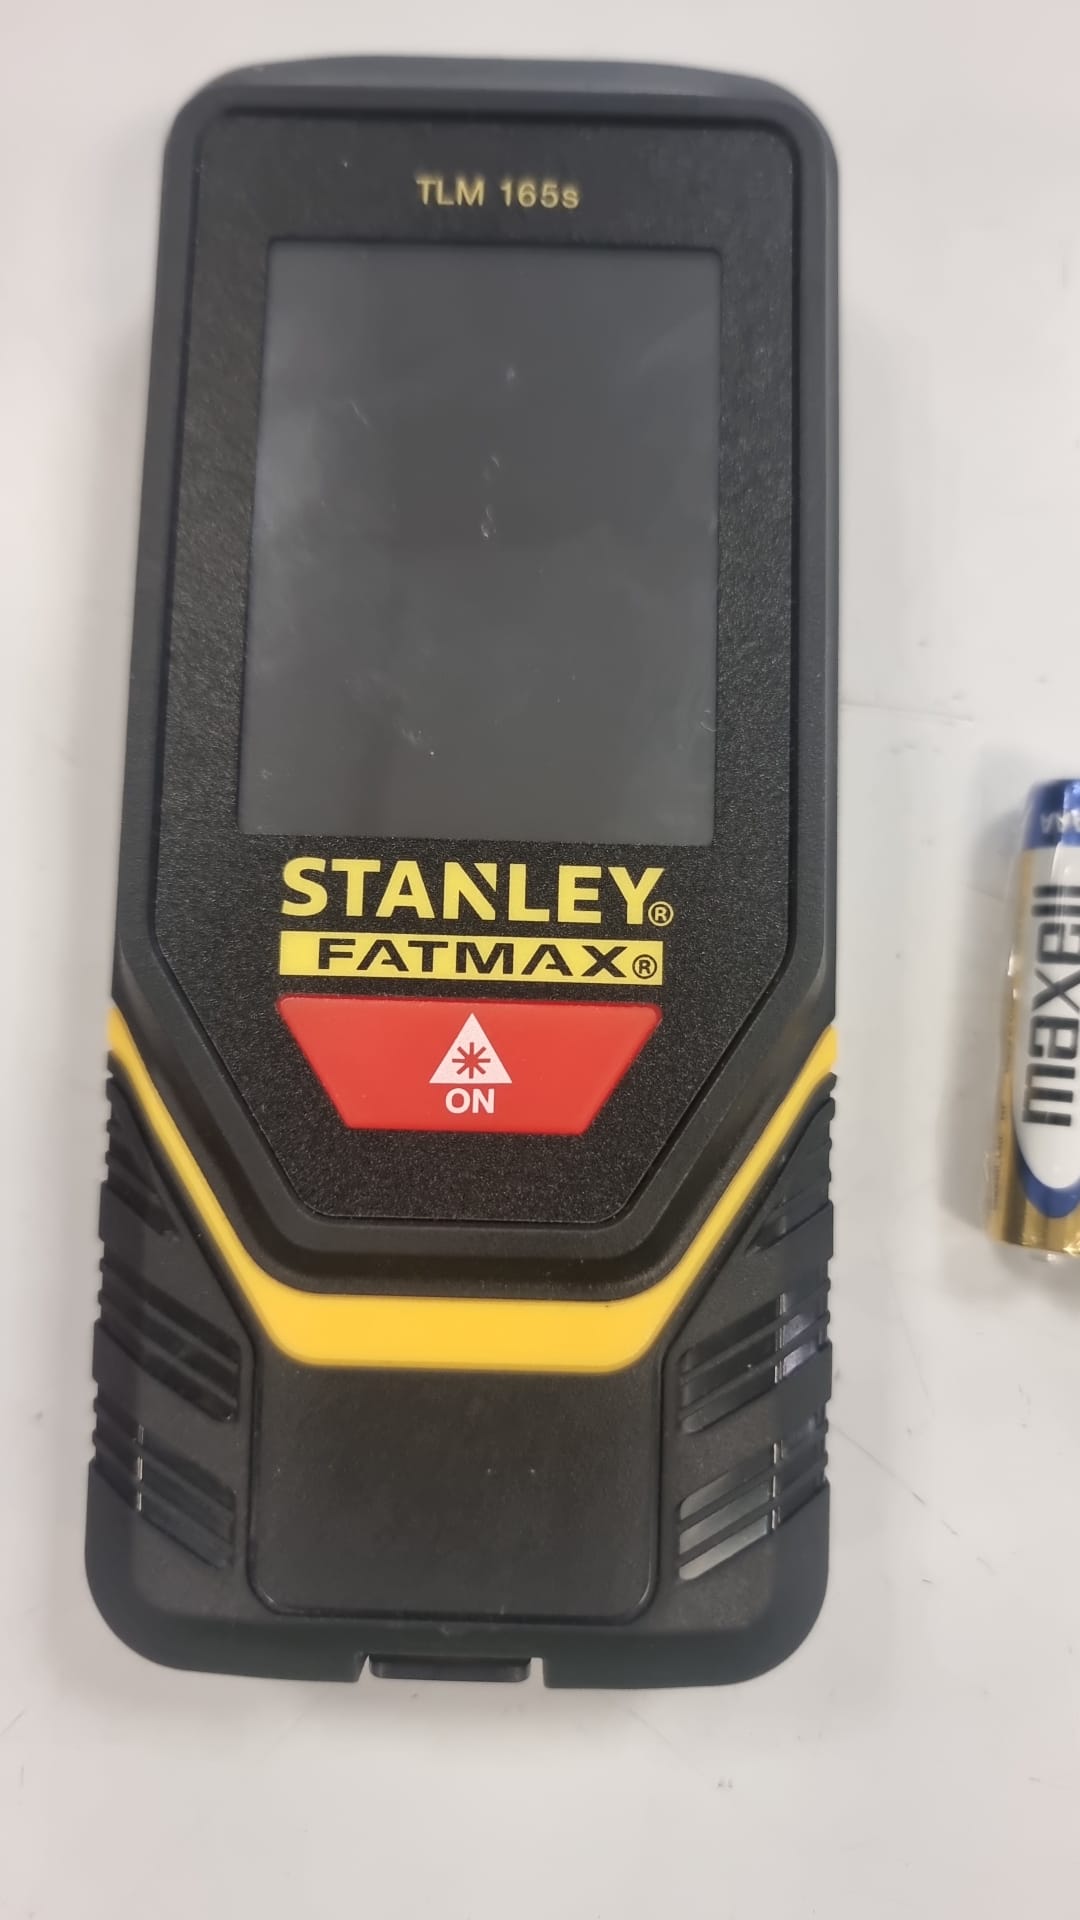 TLM 165s
STANLEY®
FATMAX®
ON
maxell